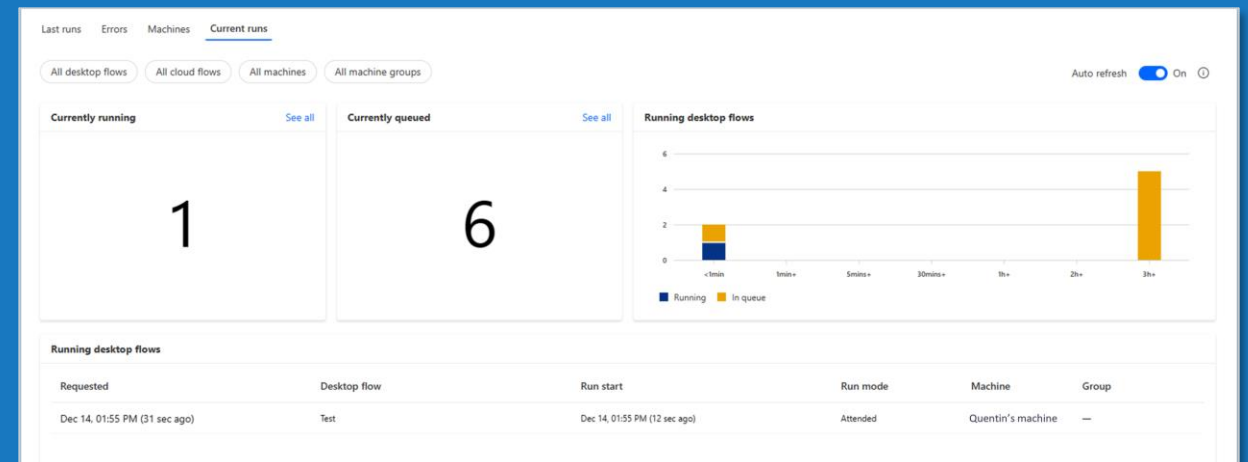 Last runs Errors Machines Current runs
All desktop flows All cloud flows All machines All machine groups Auto refresh On
Currently running See all Currently queued See all Running desktop flows
1 6
6
4
2
0
<1min 1min+ 5mins+ 30mins+ 1h+ 2h+ 3h+
Running In queue
Running desktop flows
Requested Desktop flow Run start Run mode Machine Group
Dec 14, 01:55 PM (31 sec ago) Test Dec 14, 01:55 PM (12 sec ago) Attended Quentin's machine —